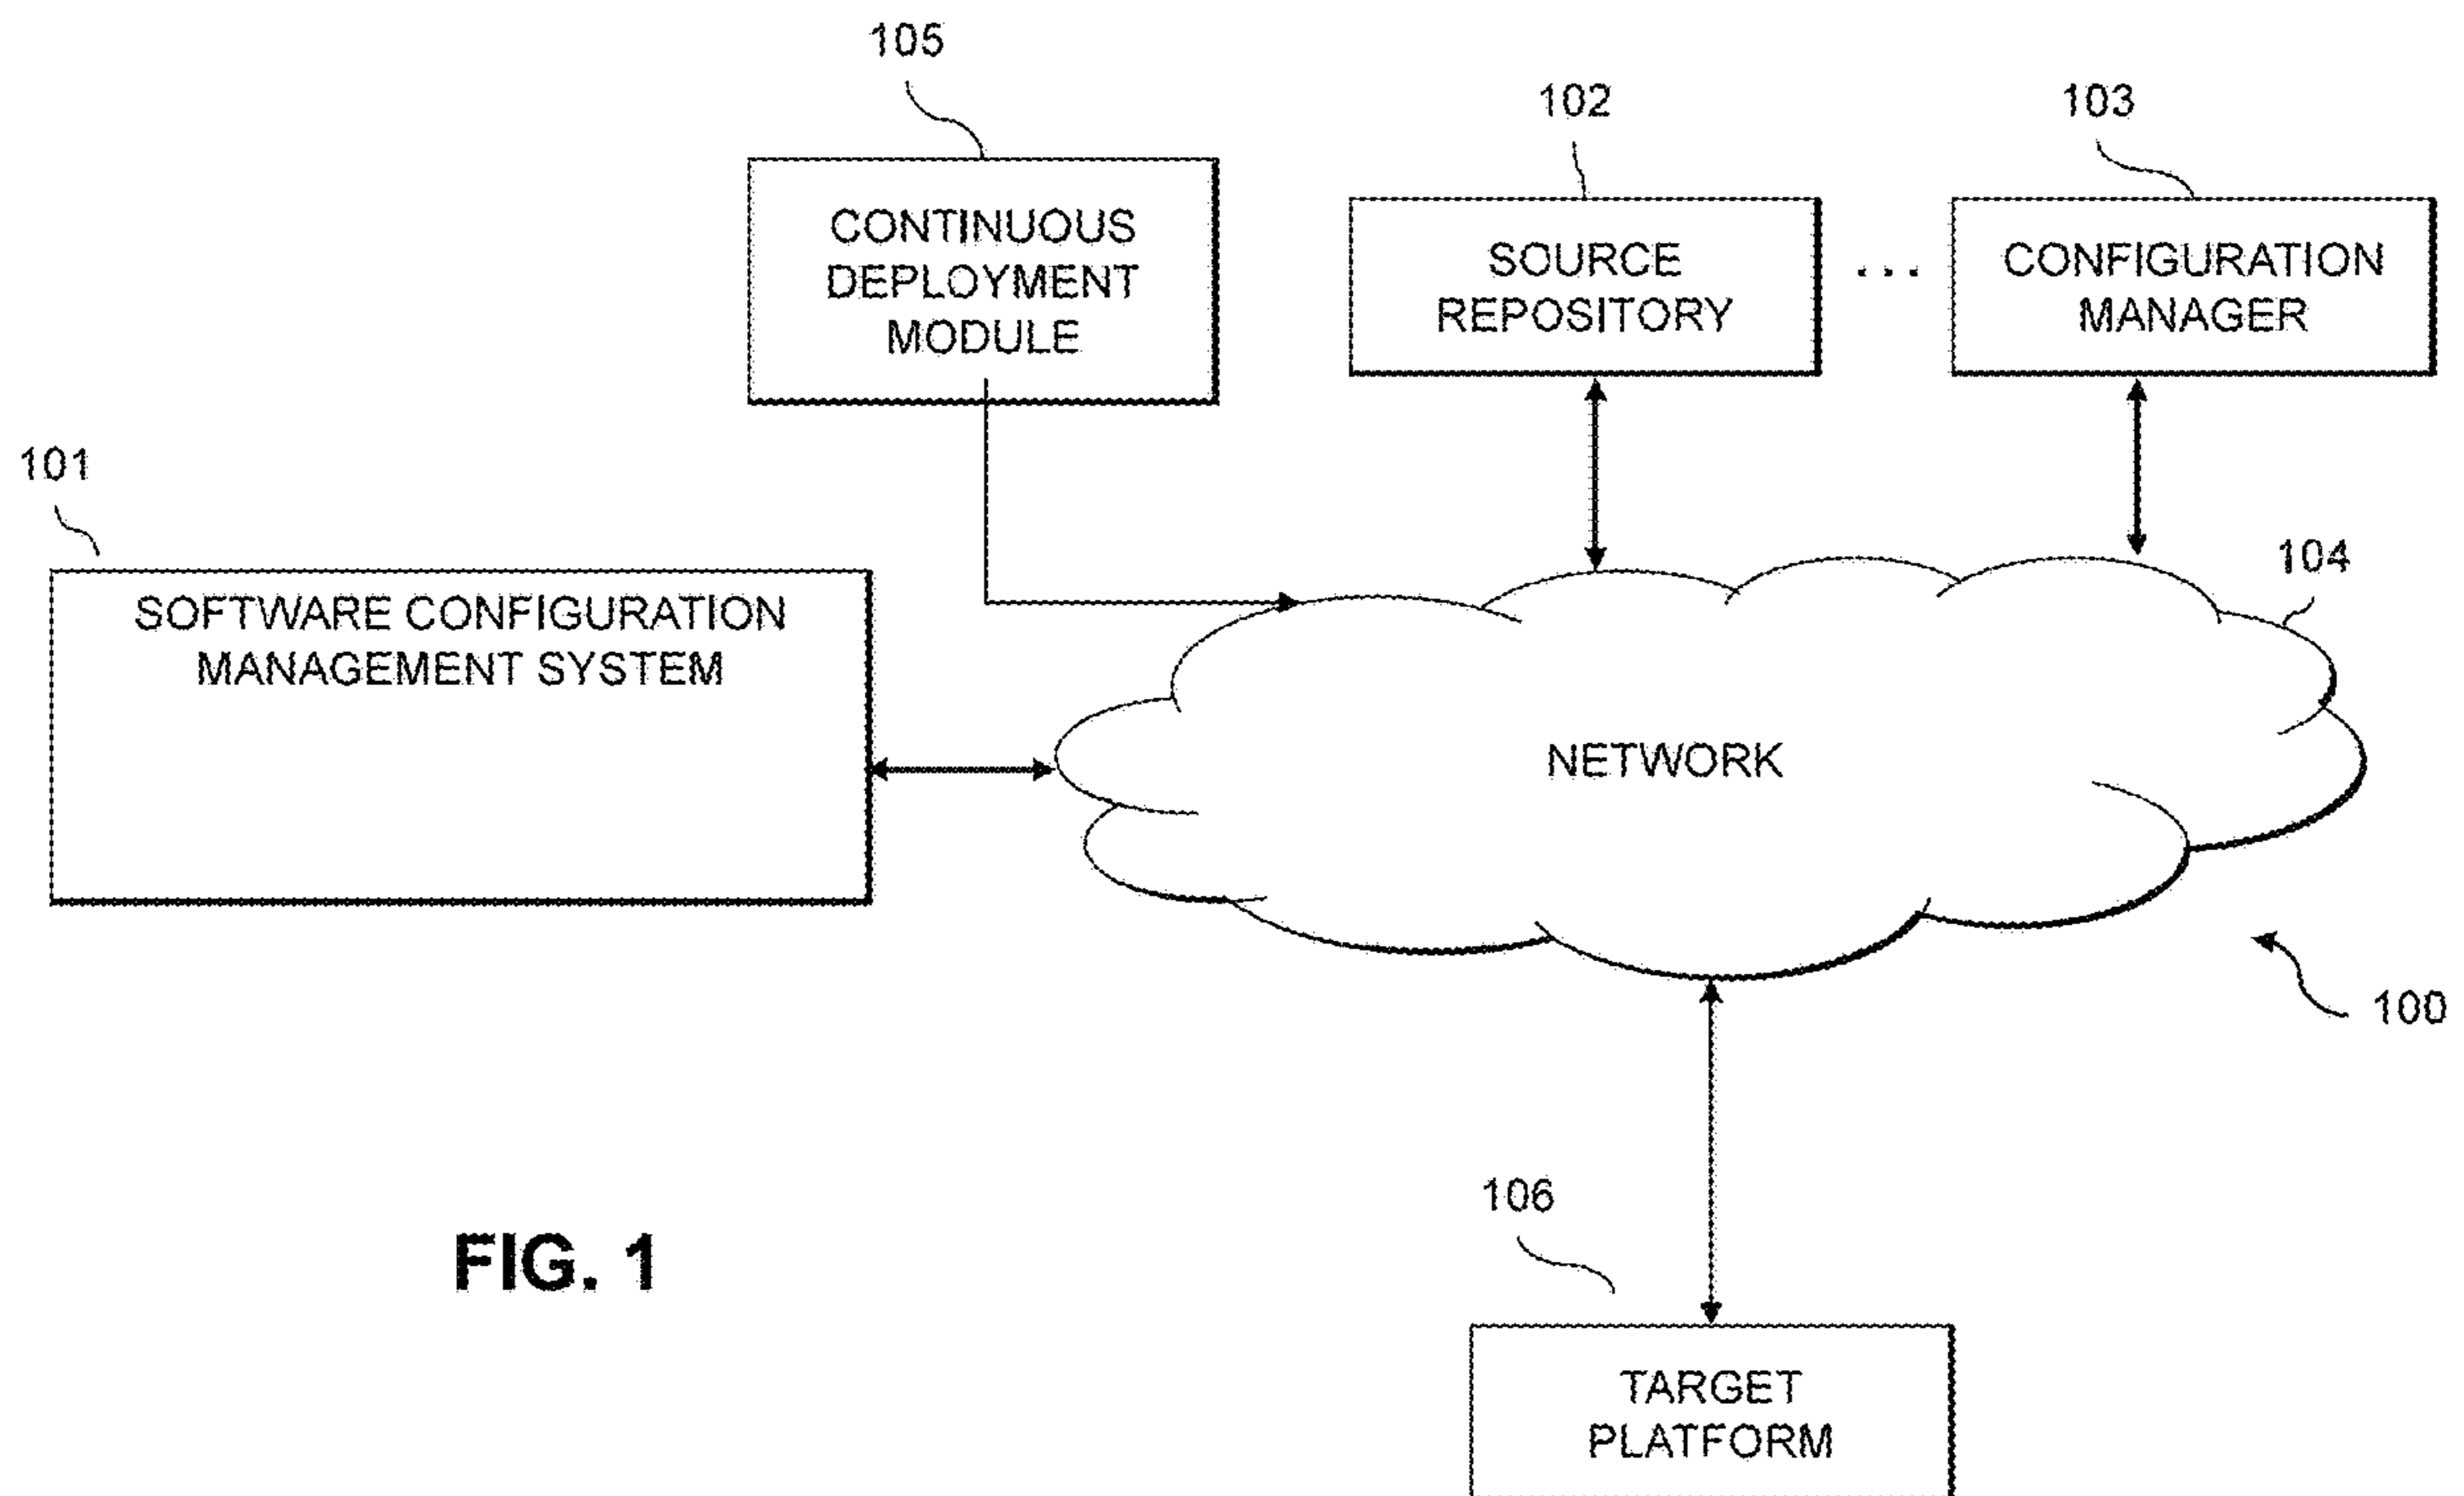 105
102
103
CONTINUOUS
DEPLOYMENT
MODULE
SOURCE
REPOSITORY
. . .
CONFIGURATION
MANAGER
101
104
SOFTWARE CONFIGURATION
MANAGEMENT SYSTEM
NETWORK
100
106
FIG. 1
TARGET
PLATFORM